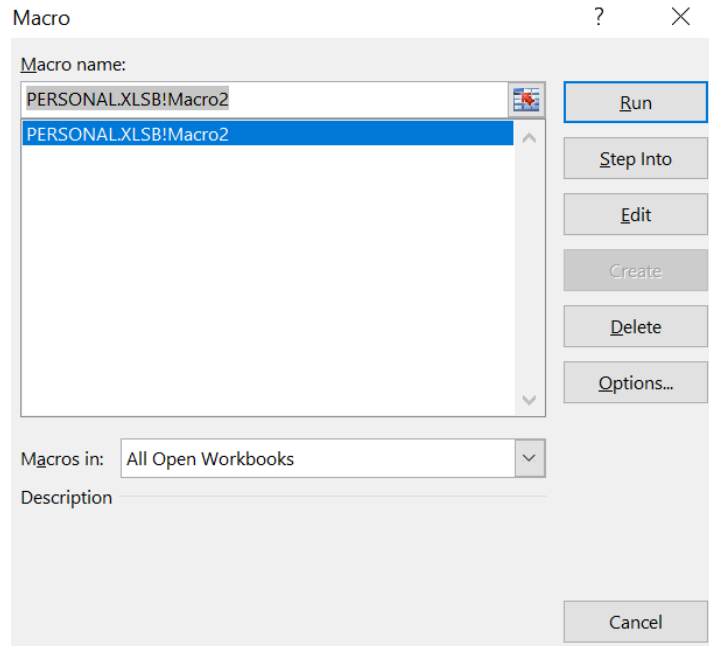 Macro ?
Macro name:
PERSONAL.XLSB!Macro2
PERSONAL.XLSB!Macro2
Run
Step Into
Edit
Create
Delete
Options...
Macros in: All Open Workbooks
Description
Cancel